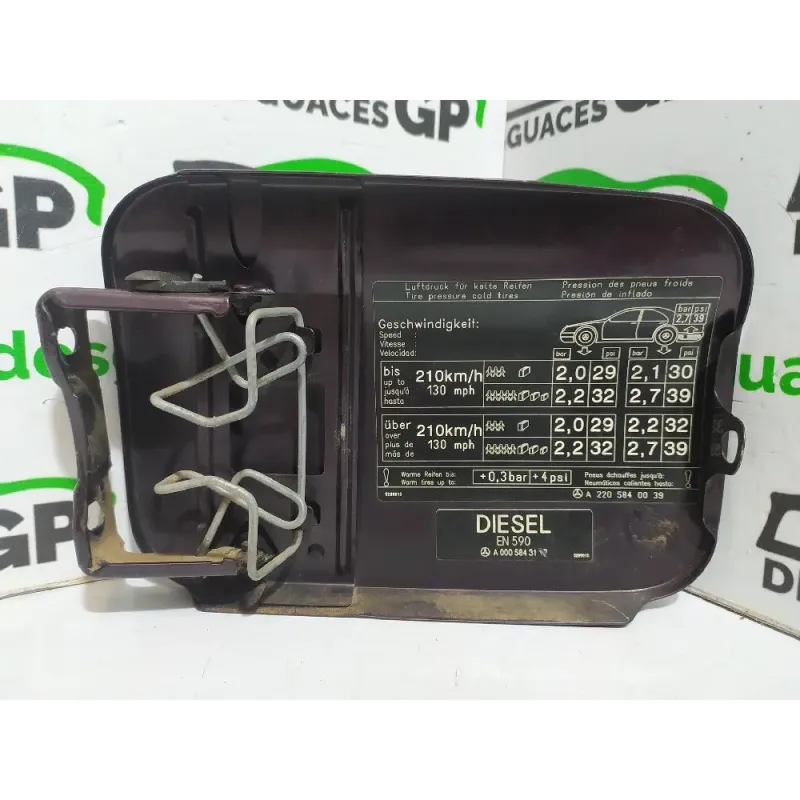 GUACES GP
GUACES GP
GP
GP
DE
Luftdruck für kalte Reifen
Tire pressure cold tires
Pression des pneus froids
Presión de inflado
bar psi
2,7 39
Geschwindigkeit:
Speed :
Vitesse :
Velocidad:
bar psi bar psi
bis
up to
jusqu'à
hasta
210km/h
130 mph
2,0 29 2,1 30
2,2 32 2,7 39
über
over
plus de
más de
210km/h
130 mph
2,0 29 2,2 32
2,2 32 2,7 39
! Warme Reifen bis:
Warm tires up to:
+0,3bar +4psi
Pneus échauffés jusqu'à:
Neumáticos calientes hasta: !
A 220 584 00 39
DIESEL
EN 590
A 000 584 31